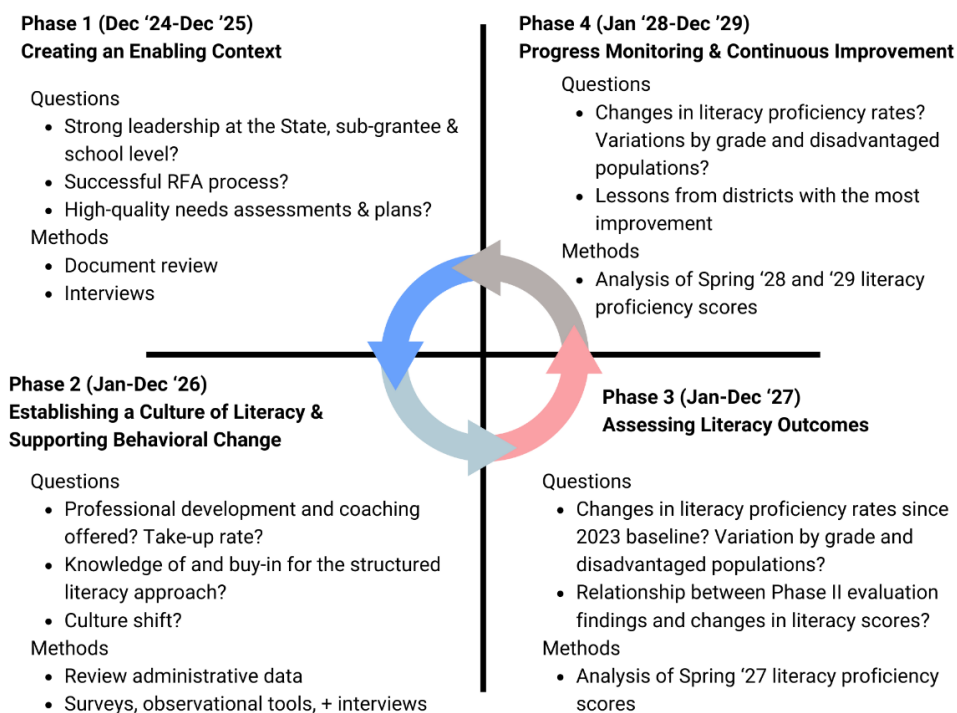 Phase 1 (Dec ‘24-Dec ’25)
Creating an Enabling Context
Questions
• Strong leadership at the State, sub-grantee &
school level?
• Successful RFA process?
• High-quality needs assessments & plans?
Methods
• Document review
• Interviews
Phase 2 (Jan-Dec ‘26)
Establishing a Culture of Literacy &
Supporting Behavioral Change
Questions
• Professional development and coaching
offered? Take-up rate?
• Knowledge of and buy-in for the structured
literacy approach?
• Culture shift?
Methods
• Review administrative data
• Surveys, observational tools, + interviews
Phase 3 (Jan-Dec ‘27)
Assessing Literacy Outcomes
Questions
• Changes in literacy proficiency rates since
2023 baseline? Variation by grade and
disadvantaged populations?
• Relationship between Phase II evaluation
findings and changes in literacy scores?
Methods
• Analysis of Spring ‘27 literacy proficiency
scores
Phase 4 (Jan ‘28-Dec ’29)
Progress Monitoring & Continuous Improvement
Questions
• Changes in literacy proficiency rates?
Variations by grade and disadvantaged
populations?
• Lessons from districts with the most
improvement
Methods
• Analysis of Spring ‘28 and ‘29 literacy
proficiency scores